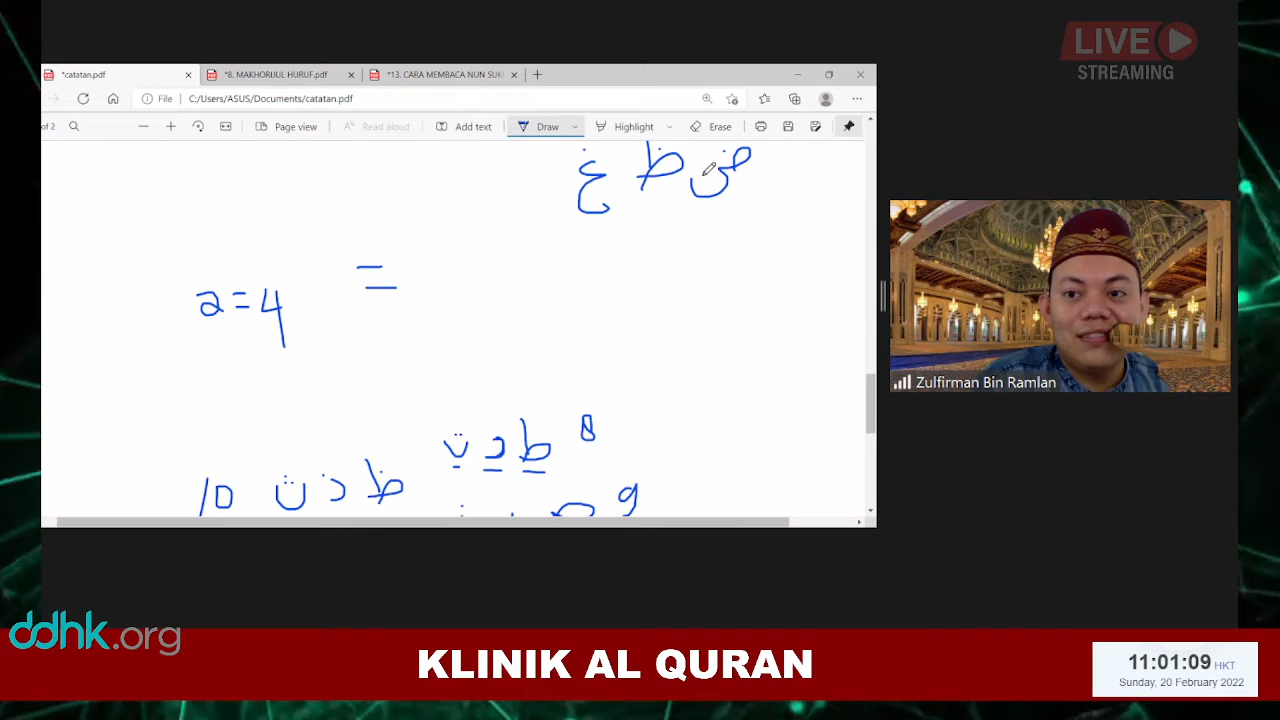 LIVE
STREAMING
*catatan.pdf
*8. MAKHORIJUL HURUF.pdf
*13. CARA MEMBACA NUN SUK
File
C:/Users/ASUS/Documents/catatan.pdf
of 2
Page view
Read aloud
Add text
Draw
Highlight
Erase
ض ظ غ
a = 4
=
ط د ت 8
ظ ذ ث 10
9
Zulfirman Bin Ramlan
ddhk.org
KLINIK AL QURAN
11:01:09 HKT
Sunday, 20 February 2022